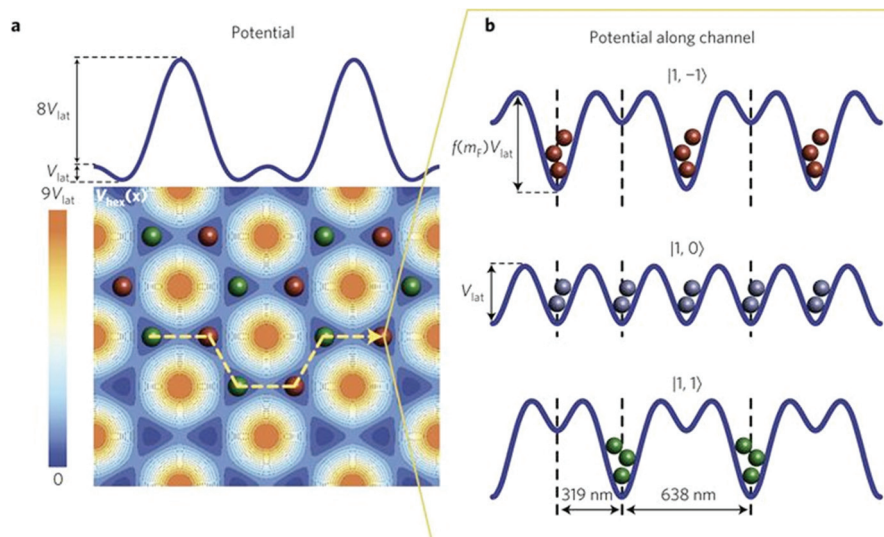 a
Potential
8V_lat
V_lat
9V_lat
V_hex(x)
0
b
Potential along channel
|1, −1⟩
f(m_F)V_lat
|1, 0⟩
V_lat
|1, 1⟩
319 nm
638 nm